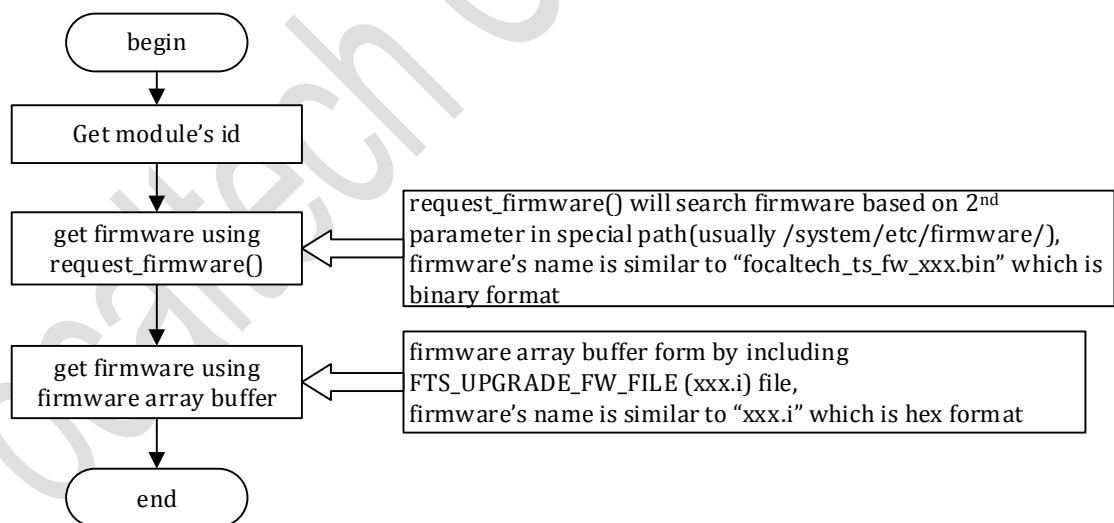 begin
Get module’s id
get firmware using
request_firmware()
request_firmware() will search firmware based on 2nd
parameter in special path(usually /system/etc/firmware/),
firmware’s name is similar to “focaltech_ts_fw_xxx.bin” which is
binary format
get firmware using
firmware array buffer
firmware array buffer form by including
FTS_UPGRADE_FW_FILE (xxx.i) file,
firmware’s name is similar to “xxx.i” which is hex format
end
ocaltech